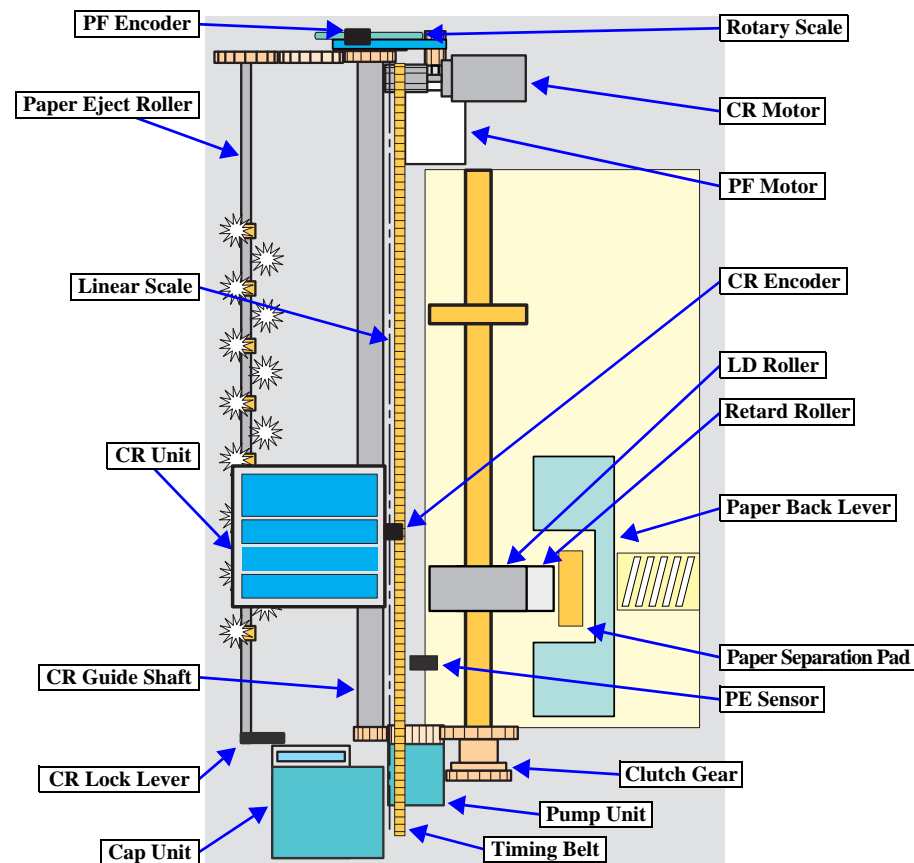 PF Encoder
Rotary Scale
Paper Eject Roller
CR Motor
PF Motor
Linear Scale
CR Encoder
LD Roller
Retard Roller
CR Unit
Paper Back Lever
Paper Separation Pad
CR Guide Shaft
PE Sensor
CR Lock Lever
Clutch Gear
Pump Unit
Cap Unit
Timing Belt